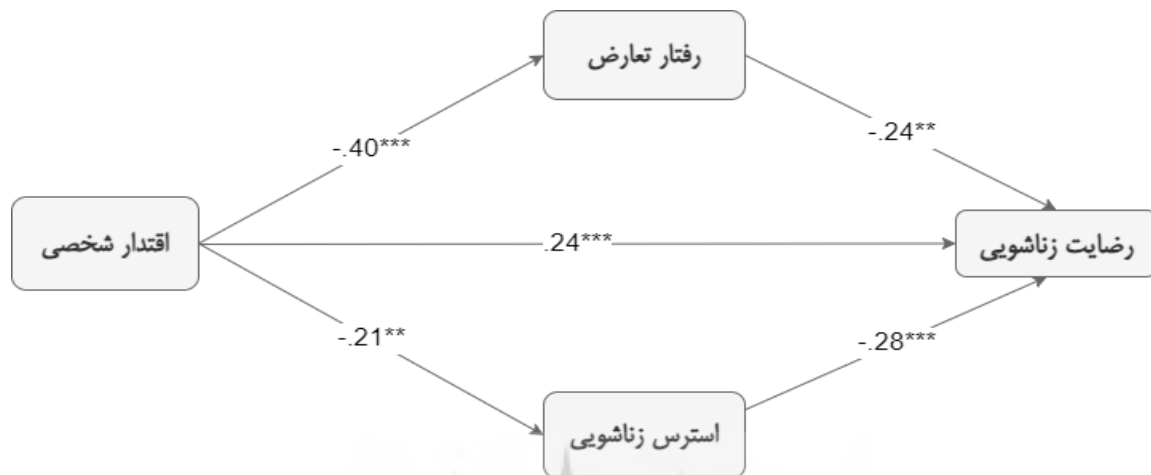 رفتار تعارض
-.40***
-.24**
اقتدار شخصی
.24***
رضایت زناشویی
-.21**
-.28***
استرس زناشویی